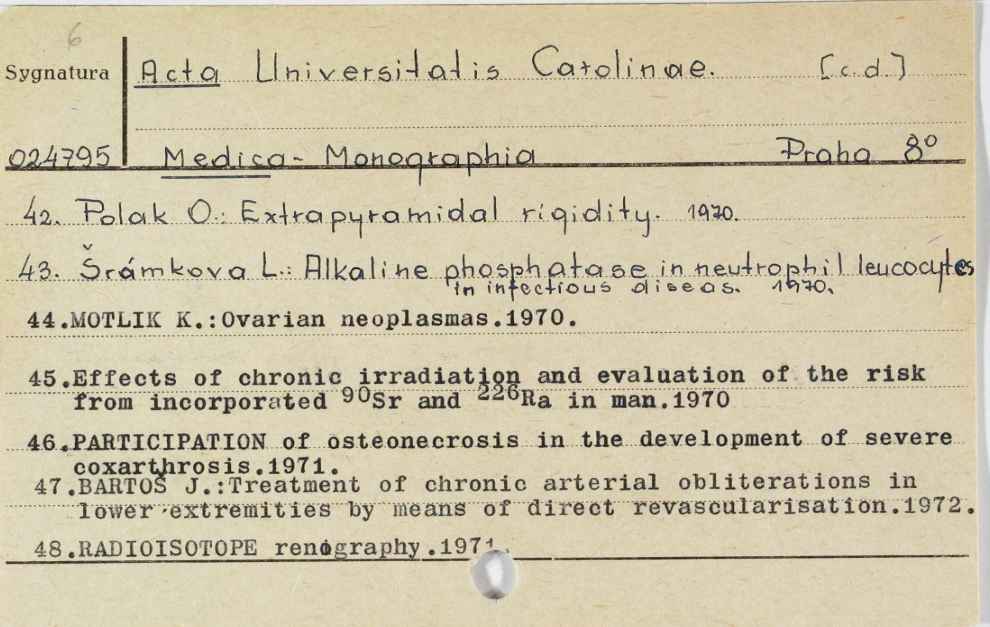 6
Sygnatura Acta Universitatis Carolinae. [c.d.]
024795 Medica - Monographia Praha 8°
42. Polak O.: Extrapyramidal rigidity. 1970.
43. Šrámkova L.: Alkaline phosphatase in neutrophil leucocytes
in infectious diseas. 1970.
44.MOTLIK K.:Ovarian neoplasmas.1970.
45.Effects of chronic irradiation and evaluation of the risk
from incorporated ⁹⁰Sr and ²²⁶Ra in man.1970
46.PARTICIPATION of osteonecrosis in the development of severe
coxarthrosis.1971.
47.BARTOŠ J.:Treatment of chronic arterial obliterations in
lower extremities by means of direct revascularisation.1972.
48.RADIOISOTOPE renography.1971.